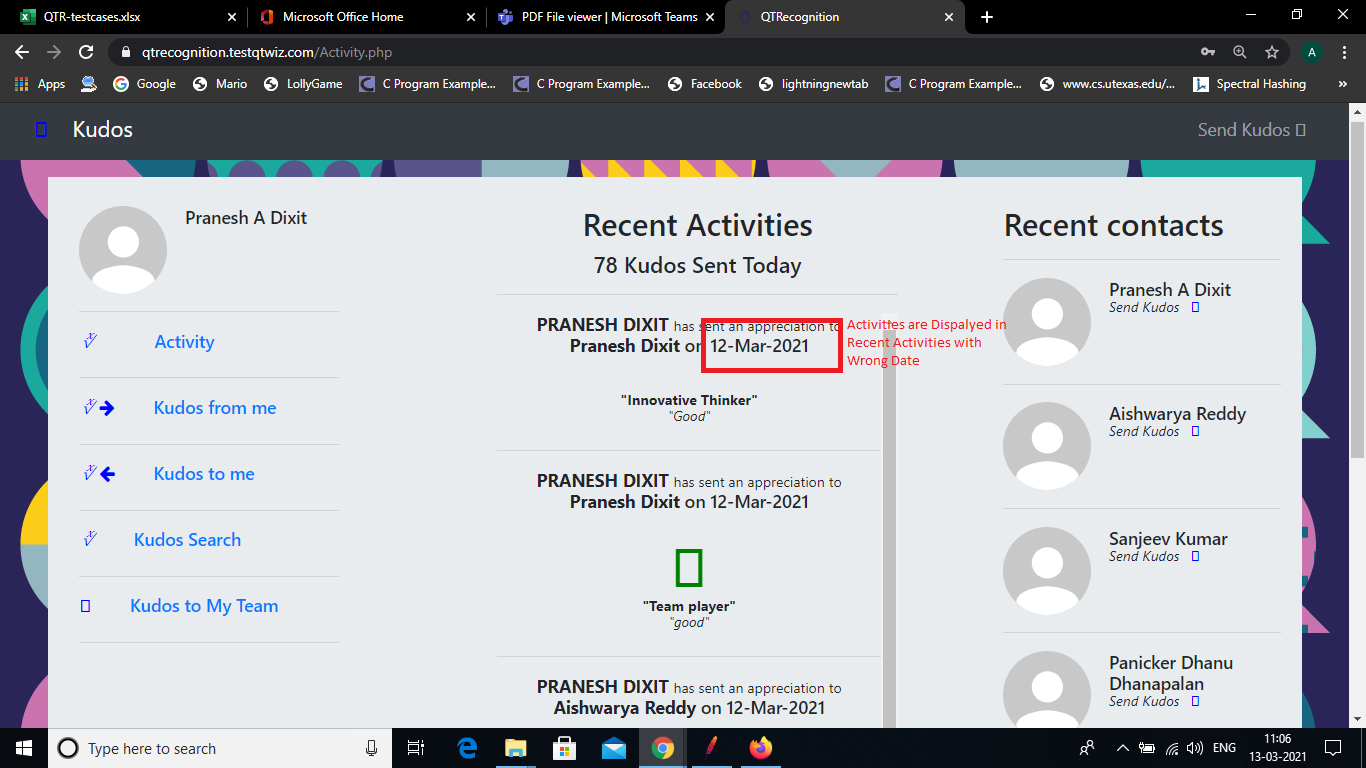 QTR-testcases.xlsx
Microsoft Office Home
PDF File viewer | Microsoft Teams
QTRecognition
qtrecognition.testqtwiz.com/Activity.php
A
Apps
Google
Mario
LollyGame
C Program Example...
C Program Example...
Facebook
lightningnewtab
C Program Example...
www.cs.utexas.edu/...
Spectral Hashing
»
Kudos
Send Kudos
Pranesh A Dixit
Activity
Kudos from me
Kudos to me
Kudos Search
Kudos to My Team
Recent Activities
78 Kudos Sent Today
PRANESH DIXIT has sent an appreciation to
Pranesh Dixit on 12-Mar-2021
Activities are Dispalyed in
Recent Activities with
Wrong Date
"Innovative Thinker"
"Good"
PRANESH DIXIT has sent an appreciation to
Pranesh Dixit on 12-Mar-2021
"Team player"
"good"
PRANESH DIXIT has sent an appreciation to
Aishwarya Reddy on 12-Mar-2021
Recent contacts
Pranesh A Dixit
Send Kudos
Aishwarya Reddy
Send Kudos
Sanjeev Kumar
Send Kudos
Panicker Dhanu
Dhanapalan
Send Kudos
Type here to search
ENG
11:06
13-03-2021